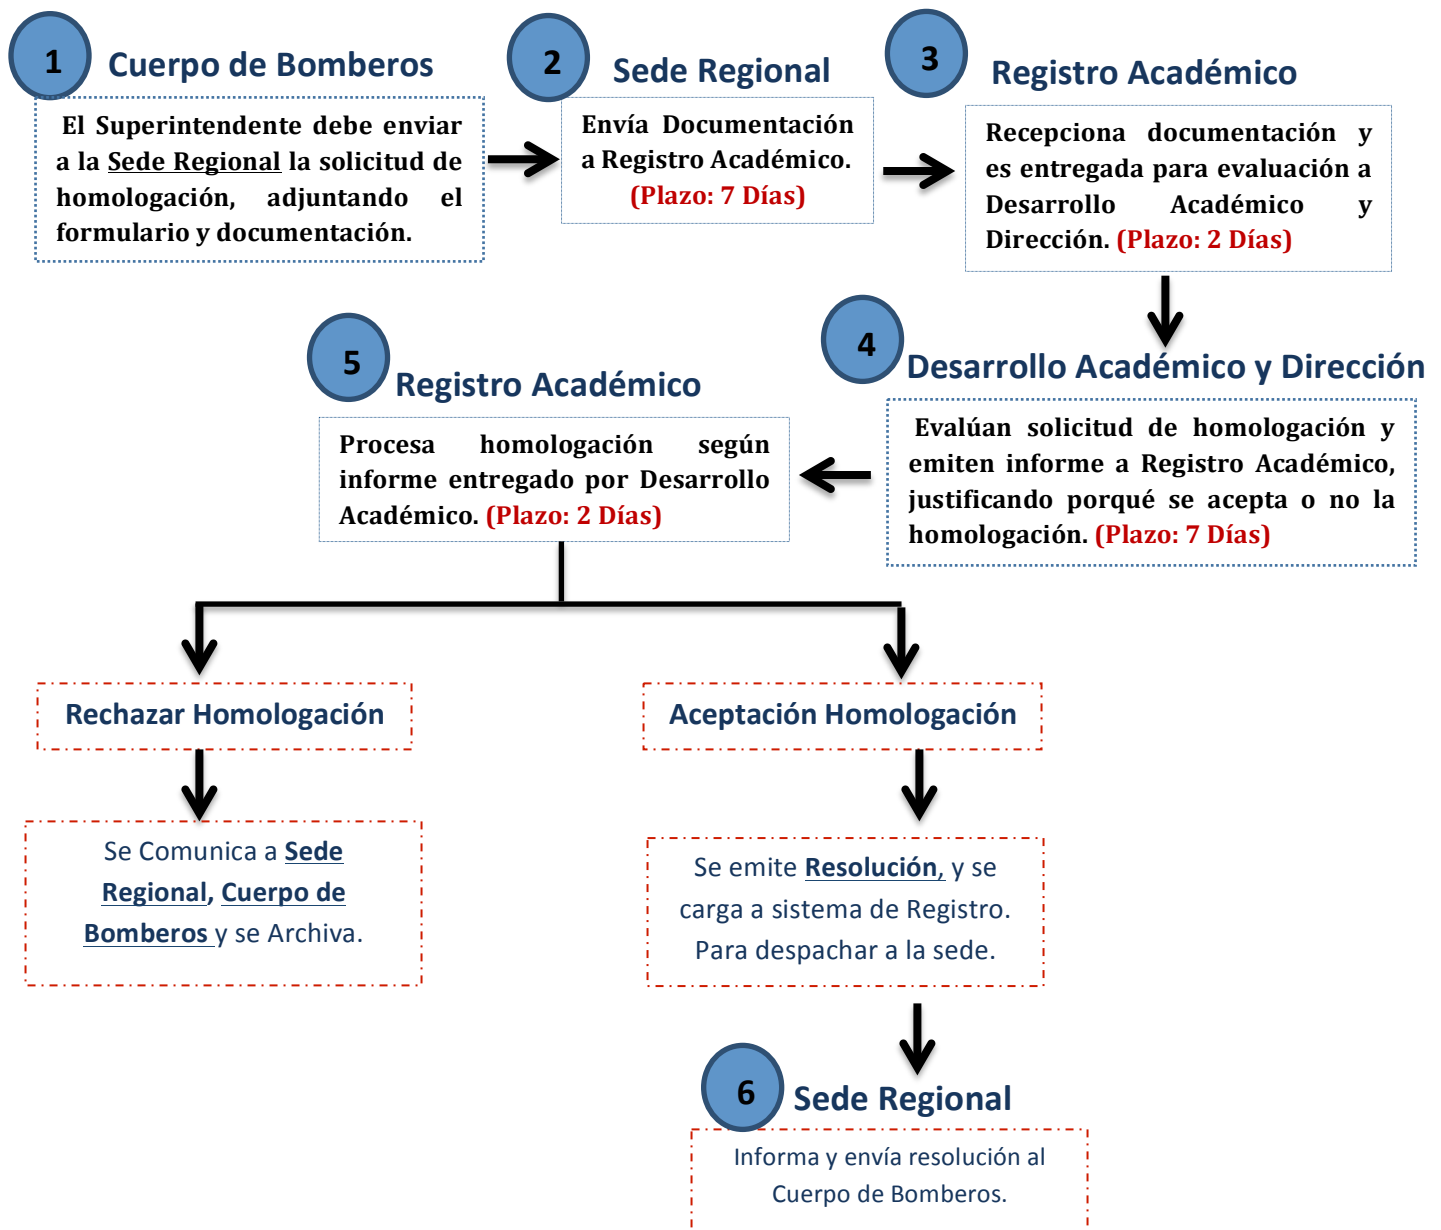 1
Cuerpo de Bomberos
El Superintendente debe enviar
a la Sede Regional la solicitud de
homologación, adjuntando el
formulario y documentación.
2
Sede Regional
Envía Documentación
a Registro Académico.
(Plazo: 7 Días)
3
Registro Académico
Recepciona documentación y
es entregada para evaluación a
Desarrollo Académico y
Dirección. (Plazo: 2 Días)
4
Desarrollo Académico y Dirección
Evalúan solicitud de homologación y
emiten informe a Registro Académico,
justificando porqué se acepta o no la
homologación. (Plazo: 7 Días)
5
Registro Académico
Procesa homologación según
informe entregado por Desarrollo
Académico. (Plazo: 2 Días)
Rechazar Homologación
Se Comunica a Sede
Regional, Cuerpo de
Bomberos y se Archiva.
Aceptación Homologación
Se emite Resolución, y se
carga a sistema de Registro.
Para despachar a la sede.
6
Sede Regional
Informa y envía resolución al
Cuerpo de Bomberos.